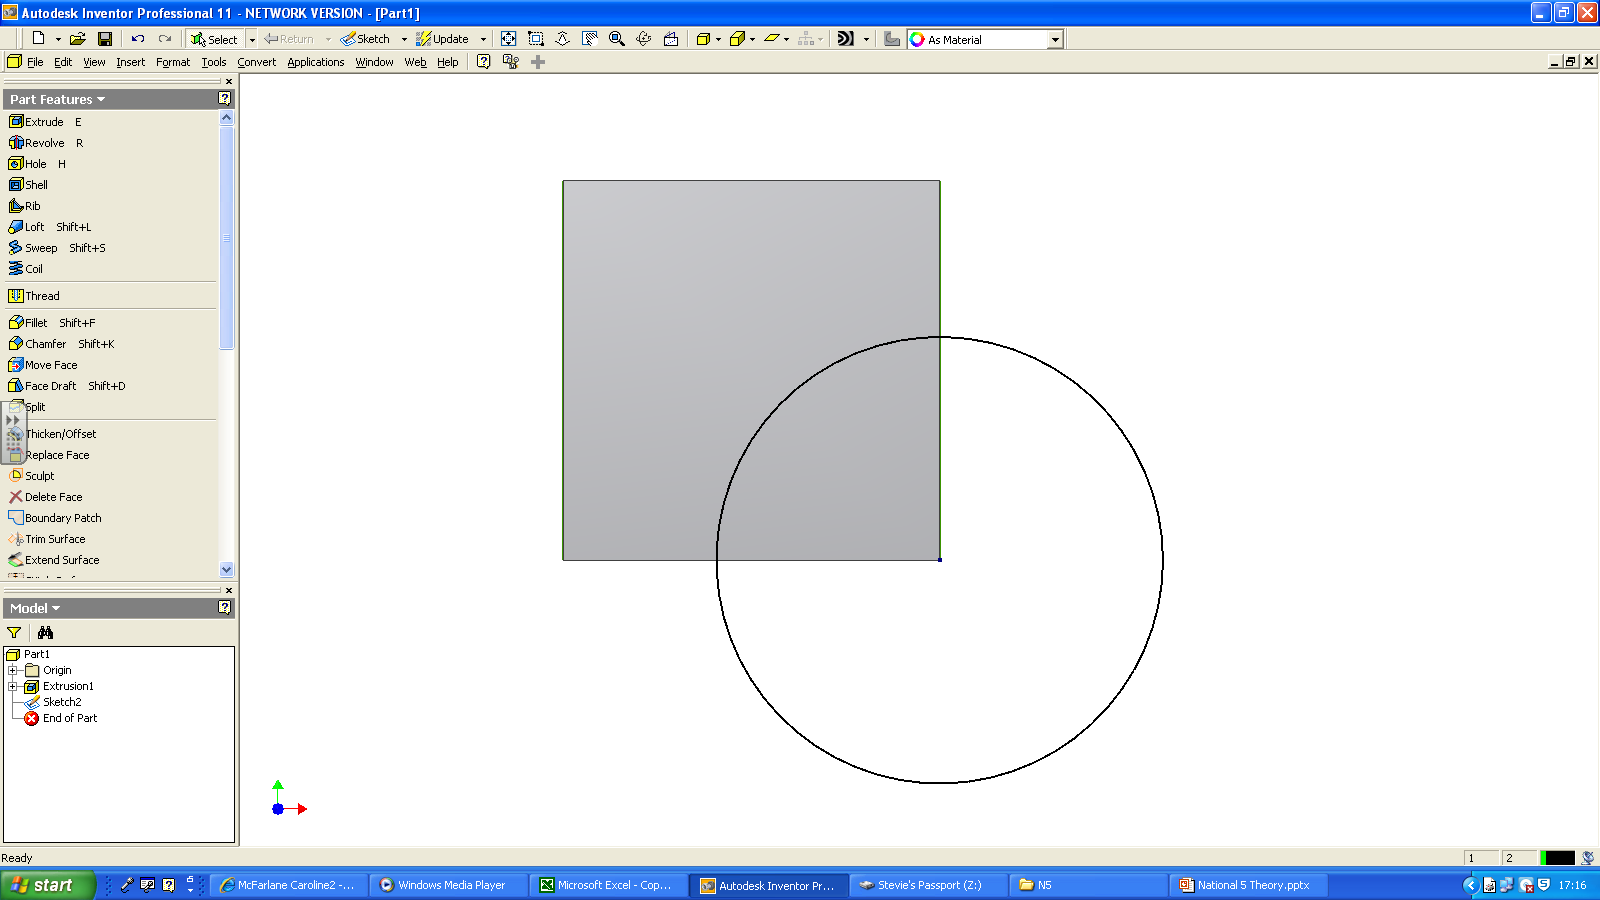 Autodesk Inventor Professional 11 - NETWORK VERSION - [Part1]
Select Return Sketch Update As Material
File Edit View Insert Format Tools Convert Applications Window Web Help
Part Features
Extrude E
Revolve R
Hole H
Shell
Rib
Loft Shift+L
Sweep Shift+S
Coil
Thread
Fillet Shift+F
Chamfer Shift+K
Move Face
Face Draft Shift+D
Split
Thicken/Offset
Replace Face
Sculpt
Delete Face
Boundary Patch
Trim Surface
Extend Surface
Model
Part1
Origin
Extrusion1
Sketch2
End of Part
Ready 1 2
start McFarlane Caroline2 -... Windows Media Player Microsoft Excel - Cop... Autodesk Inventor Pr... Stevie's Passport (Z:) N5 National 5 Theory.pptx 17:16